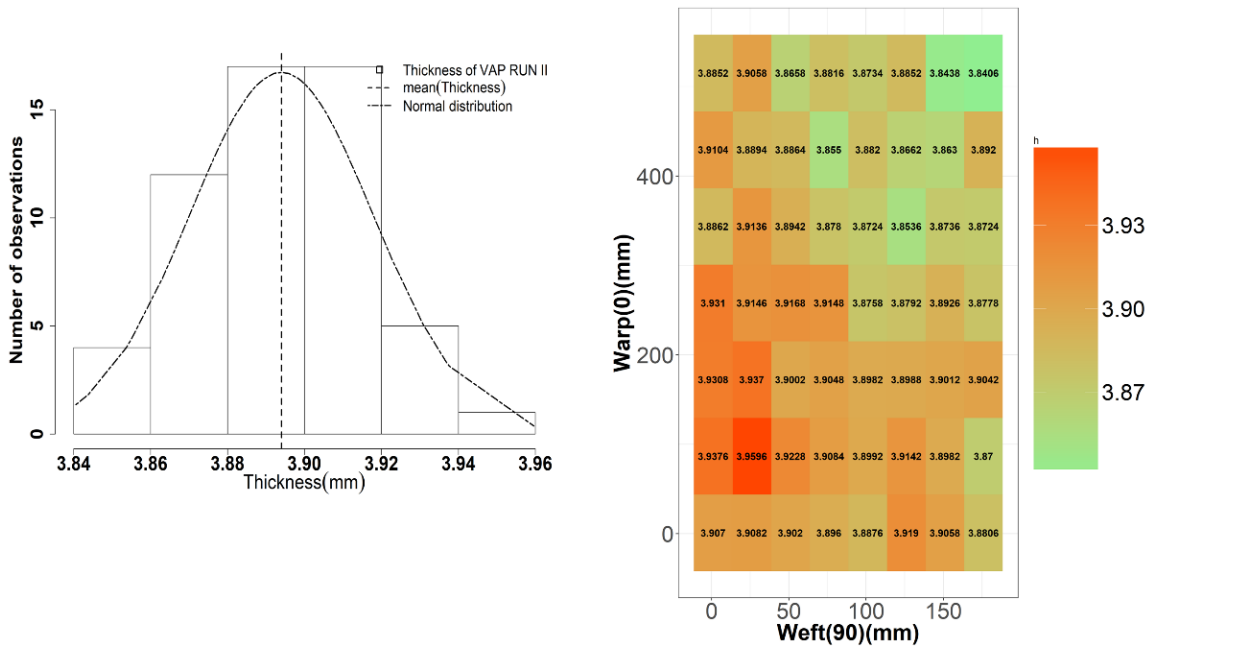 Thickness of VAP RUN II
mean(Thickness)
Normal distribution
Number of observations
15
10
5
0
3.84 3.86 3.88 3.90 3.92 3.94 3.96
Thickness(mm)
Warp(0)(mm)
400
200
0
3.8852 3.9058 3.8658 3.8816 3.8734 3.8852 3.8438 3.8406
3.9104 3.8894 3.8864 3.855 3.882 3.8662 3.863 3.892
3.8862 3.9136 3.8942 3.878 3.8724 3.8536 3.8736 3.8724
3.931 3.9146 3.9168 3.9148 3.8758 3.8792 3.8926 3.8778
3.9308 3.937 3.9002 3.9048 3.8982 3.8988 3.9012 3.9042
3.9376 3.9596 3.9228 3.9084 3.8992 3.9142 3.8982 3.87
3.907 3.9082 3.902 3.896 3.8876 3.919 3.9058 3.8806
0 50 100 150
Weft(90)(mm)
h
3.93
3.90
3.87